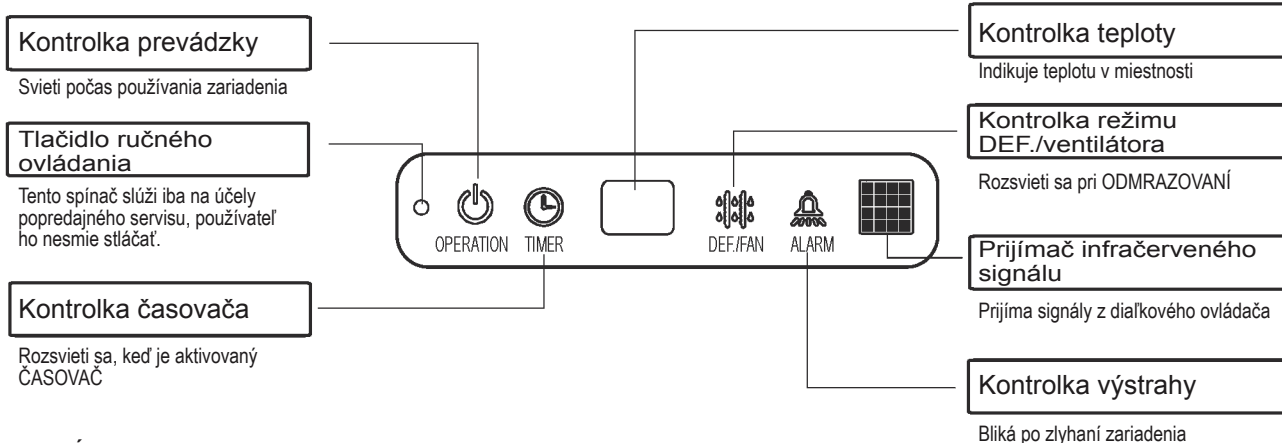 Kontrolka prevádzky
Svieti počas používania zariadenia
Tlačidlo ručného
ovládania
Tento spínač slúži iba na účely
popredajného servisu, používateľ
ho nesmie stláčať.
Kontrolka časovača
Rozsvieti sa, keď je aktivovaný
ČASOVAČ
OPERATION TIMER DEF./FAN ALARM
Kontrolka teploty
Indikuje teplotu v miestnosti
Kontrolka režimu
DEF./ventilátora
Rozsvieti sa pri ODMRAZOVANÍ
Prijímač infračerveného
signálu
Prijíma signály z diaľkového ovládača
Kontrolka výstrahy
Bliká po zlyhaní zariadenia